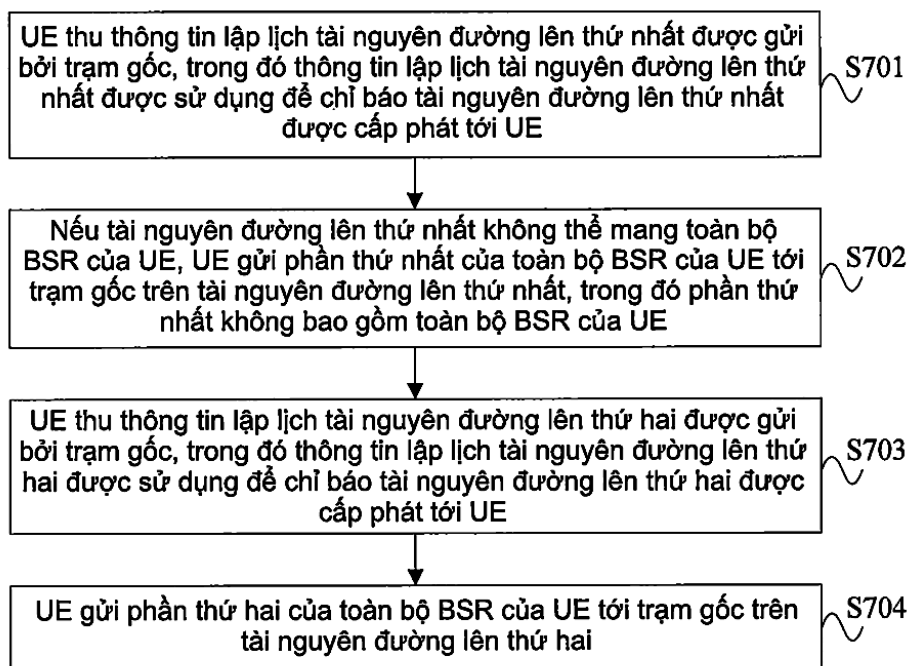 UE thu thông tin lập lịch tài nguyên đường lên thứ nhất được gửi
bởi trạm gốc, trong đó thông tin lập lịch tài nguyên đường lên thứ
nhất được sử dụng để chỉ báo tài nguyên đường lên thứ nhất
được cấp phát tới UE
S701
Nếu tài nguyên đường lên thứ nhất không thể mang toàn bộ
BSR của UE, UE gửi phần thứ nhất của toàn bộ BSR của UE tới
trạm gốc trên tài nguyên đường lên thứ nhất, trong đó phần thứ
nhất không bao gồm toàn bộ BSR của UE
S702
UE thu thông tin lập lịch tài nguyên đường lên thứ hai được gửi
bởi trạm gốc, trong đó thông tin lập lịch tài nguyên đường lên thứ
hai được sử dụng để chỉ báo tài nguyên đường lên thứ hai được
cấp phát tới UE
S703
UE gửi phần thứ hai của toàn bộ BSR của UE tới trạm gốc trên
tài nguyên đường lên thứ hai
S704